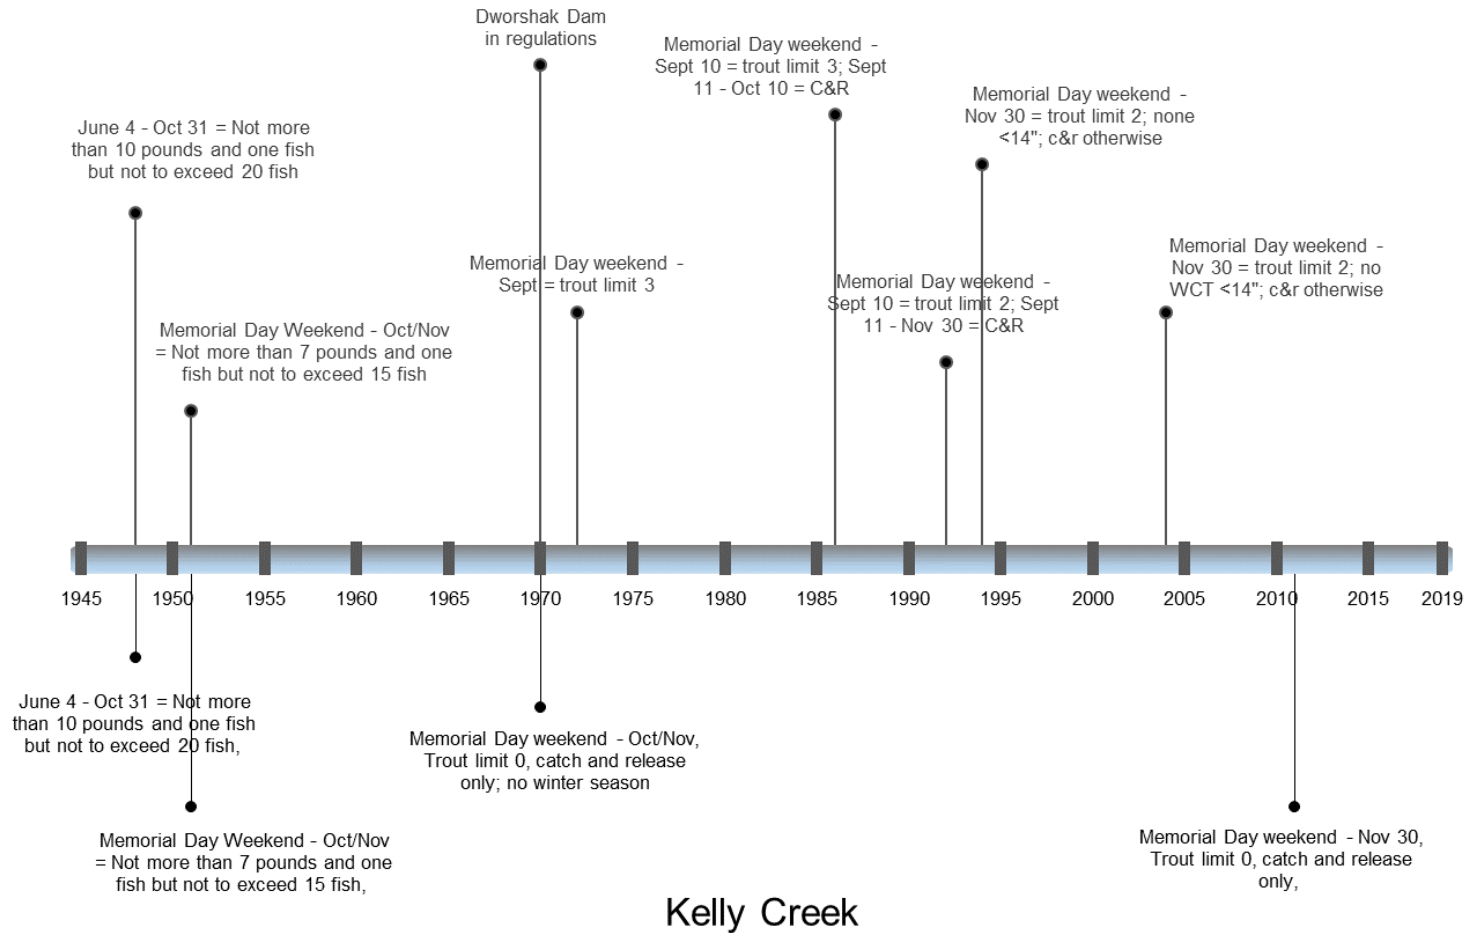 Dworshak Dam
in regulations
Memorial Day weekend -
Sept 10 = trout limit 3; Sept
11 - Oct 10 = C&R
Memorial Day weekend -
Nov 30 = trout limit 2; none
<14"; c&r otherwise
June 4 - Oct 31 = Not more
than 10 pounds and one fish
but not to exceed 20 fish
Memorial Day weekend -
Sept = trout limit 3
Memorial Day weekend -
Sept 10 = trout limit 2; Sept
11 - Nov 30 = C&R
Memorial Day weekend -
Nov 30 = trout limit 2; no
WCT <14"; c&r otherwise
Memorial Day Weekend - Oct/Nov
= Not more than 7 pounds and one
fish but not to exceed 15 fish
1945 1950 1955 1960 1965 1970 1975 1980 1985 1990 1995 2000 2005 2010 2015 2019
June 4 - Oct 31 = Not more
than 10 pounds and one fish
but not to exceed 20 fish,
Memorial Day weekend - Oct/Nov,
Trout limit 0, catch and release
only; no winter season
Memorial Day Weekend - Oct/Nov
= Not more than 7 pounds and one
fish but not to exceed 15 fish,
Memorial Day weekend - Nov 30,
Trout limit 0, catch and release
only,
Kelly Creek